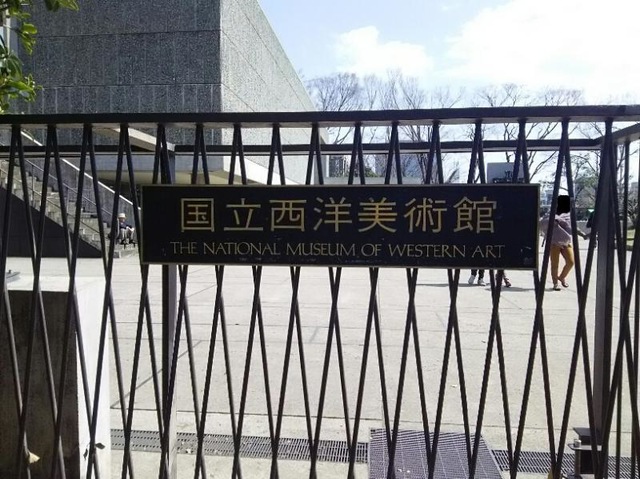 国立西洋美術館
THE NATIONAL MUSEUM OF WESTERN ART